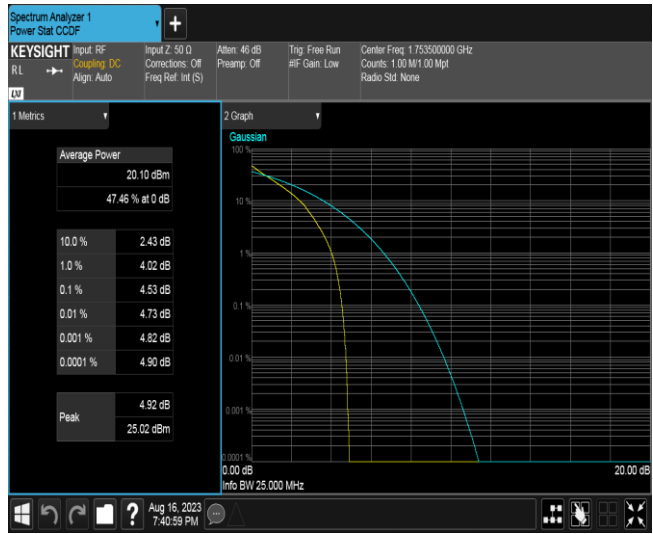 Spectrum Analyzer 1
Power Stat CCDF
KEYSIGHT
RL
LXI
Input: RF
Coupling: DC
Align: Auto
Input Z: 50 Ω
Corrections: Off
Freq Ref: Int (S)
Atten: 46 dB
Preamp: Off
Trig: Free Run
#IF Gain: Low
Center Freq: 1.753500000 GHz
Counts: 1.00 M/1.00 Mpt
Radio Std: None
1 Metrics
Average Power
20.10 dBm
47.46 % at 0 dB
10.0 % 2.43 dB
1.0 % 4.02 dB
0.1 % 4.53 dB
0.01 % 4.73 dB
0.001 % 4.82 dB
0.0001 % 4.90 dB
Peak
4.92 dB
25.02 dBm
2 Graph
Gaussian
100 %
10 %
1 %
0.1 %
0.01 %
0.001 %
0.0001 %
0.00 dB 20.00 dB
Info BW 25.000 MHz
?
Aug 16, 2023
7:40:59 PM